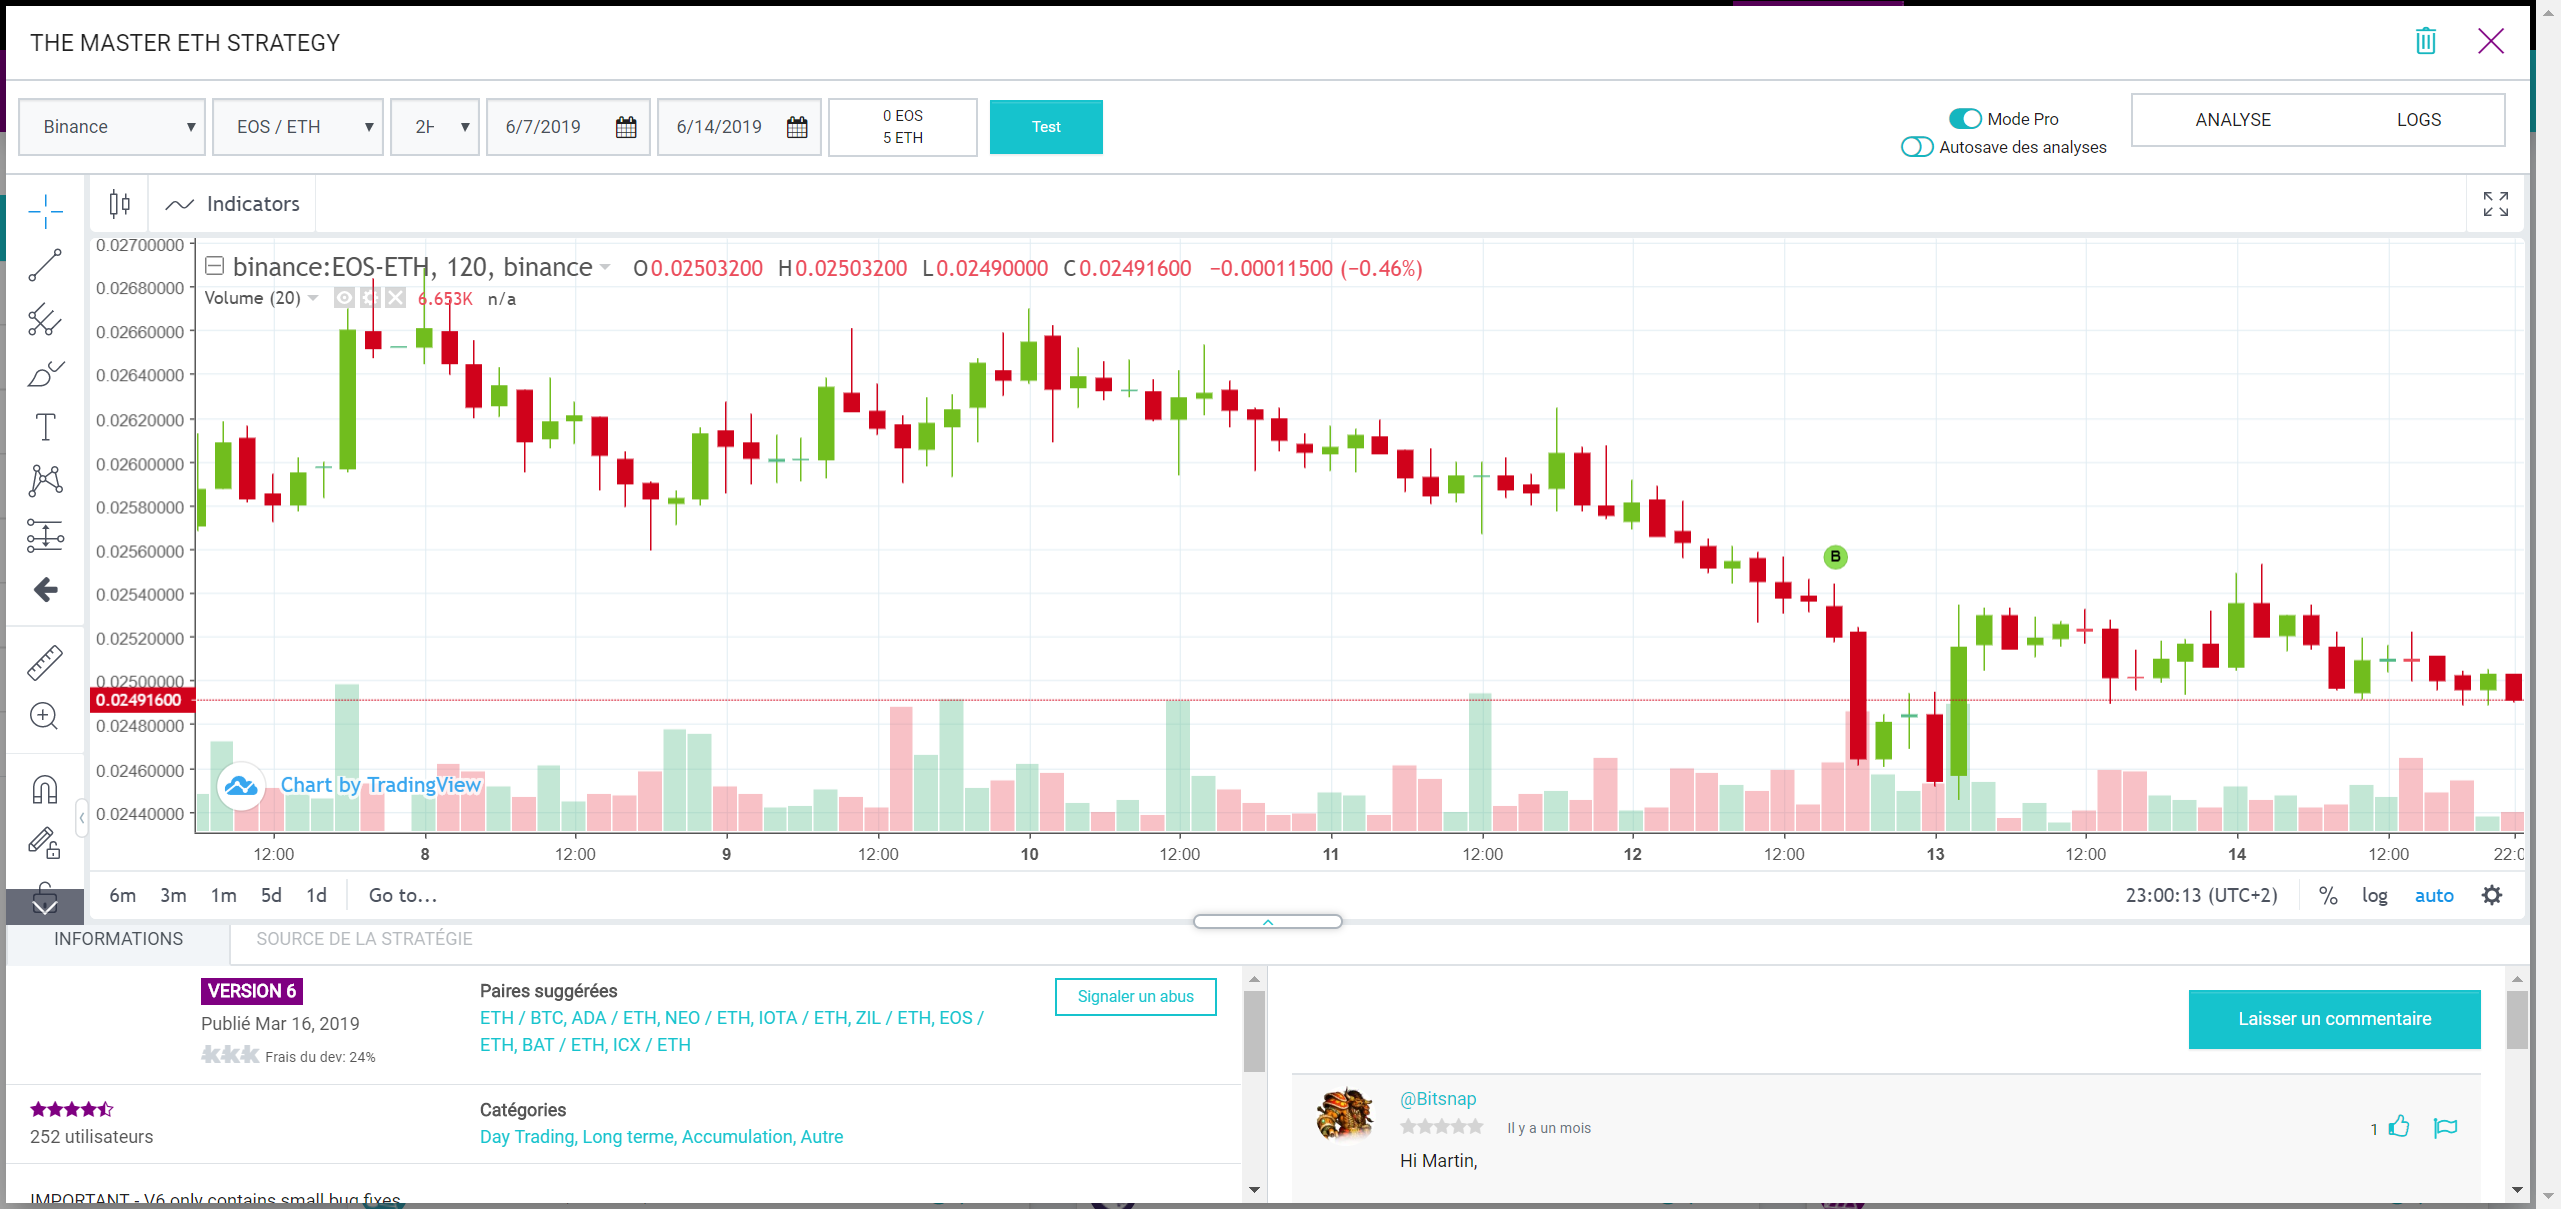 THE MASTER ETH STRATEGY
Binance
EOS / ETH
2H
6/7/2019
6/14/2019
0 EOS
5 ETH
Test
Mode Pro
Autosave des analyses
ANALYSE
LOGS
Indicators
binance:EOS-ETH, 120, binance O0.02503200 H0.02503200 L0.02490000 C0.02491600 −0.00011500 (−0.46%)
Volume (20) 6.653K n/a
0.02700000
0.02680000
0.02660000
0.02640000
0.02620000
0.02600000
0.02580000
0.02560000
0.02540000
0.02520000
0.02500000
0.02491600
0.02480000
0.02460000
0.02440000
B
Chart by TradingView
12:00 8 12:00 9 12:00 10 12:00 11 12:00 12 12:00 13 12:00 14 12:00 22:0
6m 3m 1m 5d 1d Go to...
23:00:13 (UTC+2) % log auto
INFORMATIONS
SOURCE DE LA STRATÉGIE
VERSION 6
Publié Mar 16, 2019
Frais du dev: 24%
Paires suggérées
ETH / BTC, ADA / ETH, NEO / ETH, IOTA / ETH, ZIL / ETH, EOS /
ETH, BAT / ETH, ICX / ETH
Signaler un abus
252 utilisateurs
Catégories
Day Trading, Long terme, Accumulation, Autre
IMPORTANT - V6 only contains small bug fixes
Laisser un commentaire
@Bitsnap
Il y a un mois
1
Hi Martin,